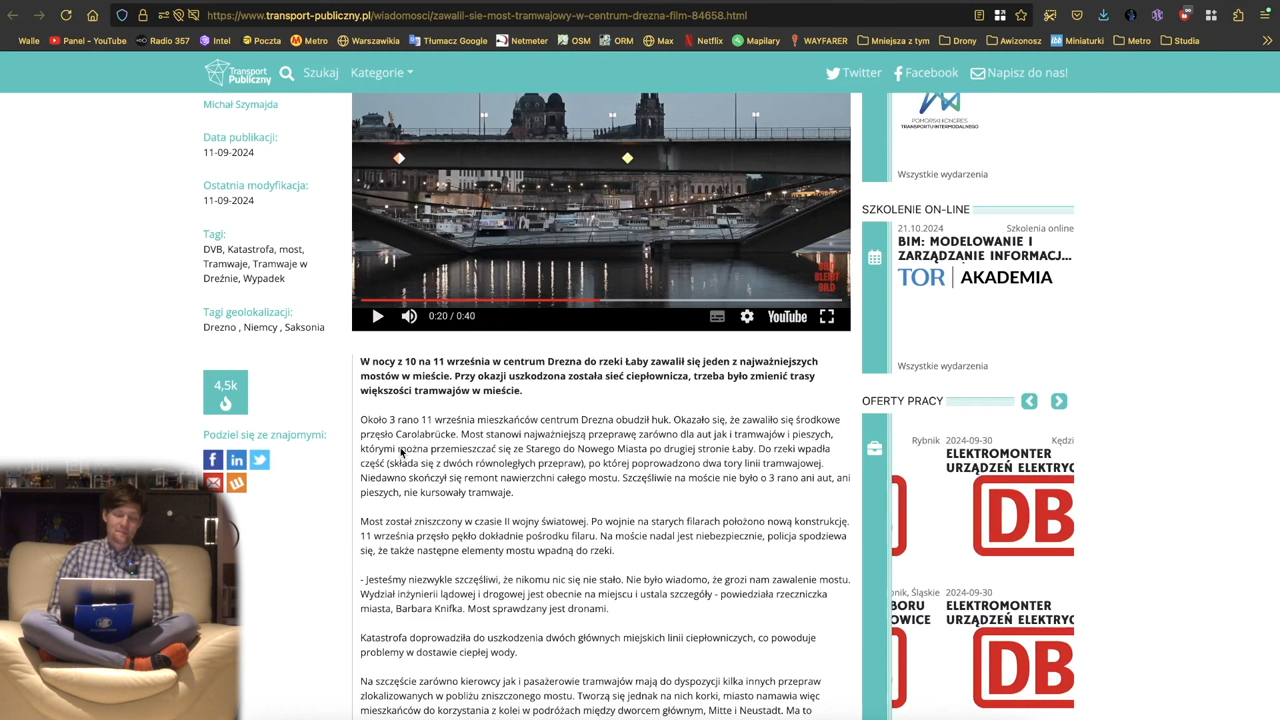 https://www.transport-publiczny.pl/wiadomosci/zawalil-sie-most-tramwajowy-w-centrum-drezna-film-84658.html
Walle
Panel - YouTube
Radio 357
Intel
Poczta
Metro
Warszawikia
Tłumacz Google
Netmeter
OSM
ORM
Max
Netflix
Mapilary
WAYFARER
Miniejsza z tym
Drony
Awizonosz
Miniaturki
Metro
Studia
Transport Publiczny
Szukaj
Kategorie
Twitter
Facebook
Napisz do nas!
Michał Szymajda
Data publikacji:
11-09-2024
Ostatnia modyfikacja:
11-09-2024
Tagi:
DVB, Katastrofa, most,
Tramwaje, Tramwaje w
Dreźnie, Wypadek
Tagi geolokalizacji:
Drezno , Niemcy , Saksonia
4,5k
Podziel się ze znajomymi:
BILD
BLEIBT
BILD
0:20 / 0:40
YouTube
W nocy z 10 na 11 września w centrum Drezna do rzeki Łaby zawalił się jeden z najważniejszych
mostów w mieście. Przy okazji uszkodzona została sieć ciepłownicza, trzeba było zmienić trasy
większości tramwajów w mieście.
Około 3 rano 11 września mieszkańców centrum Drezna obudził huk. Okazało się, że zawaliło się środkowe
przęsło Carolabrücke. Most stanowi najważniejszą przeprawę zarówno dla aut jak i tramwajów i pieszych,
którymi można przemieszczać się ze Starego do Nowego Miasta po drugiej stronie Łaby. Do rzeki wpadła
część (składa się z dwóch równoległych przepraw), po której poprowadzono dwa tory linii tramwajowej.
Niedawno skończył się remont nawierzchni całego mostu. Szczęśliwie na moście nie było o 3 rano ani aut, ani
pieszych, nie kursowały tramwaje.
Most został zniszczony w czasie II wojny światowej. Po wojnie na starych filarach położono nową konstrukcję.
11 września przęsło pękło dokładnie pośrodku filaru. Na moście nadal jest niebezpiecznie, policja spodziewa
się, że także następne elementy mostu wpadną do rzeki.
- Jesteśmy niezwykle szczęśliwi, że nikomu nic się nie stało. Nie było wiadomo, że grozi nam zawalenie mostu.
Wydział inżynierii lądowej i drogowej jest obecnie na miejscu i ustala szczegóły - powiedziała rzeczniczka
miasta, Barbara Knifka. Most sprawdzany jest dronami.
Katastrofa doprowadziła do uszkodzenia dwóch głównych miejskich linii ciepłowniczych, co powoduje
problemy w dostawie ciepłej wody.
Na szczęście zarówno kierowcy jak i pasażerowie tramwajów mają do dyspozycji kilka innych przepraw
zlokalizowanych w pobliżu zniszczonego mostu. Tworzą się jednak na nich korki, miasto namawia więc
mieszkańców do korzystania z kolei w podróżach między dworcem głównym, Mitte i Neustadt. Ma to
POMORSKI KONGRES
TRANSPORTU INTERMODALNEGO
Wszystkie wydarzenia
SZKOLENIE ON-LINE
21.10.2024 Szkolenia online
BIM: MODELOWANIE I
ZARZĄDZANIE INFORMACJ...
TOR | AKADEMIA
Wszystkie wydarzenia
OFERTY PRACY
Rybnik 2024-09-30 Kędzi
ELEKTROMONTER
URZĄDZEŃ ELEKTRYC
DB
onik, Śląskie 2024-09-30
BORU ELEKTROMONTER
OWICE URZĄDZEŃ ELEKTRYC
DB